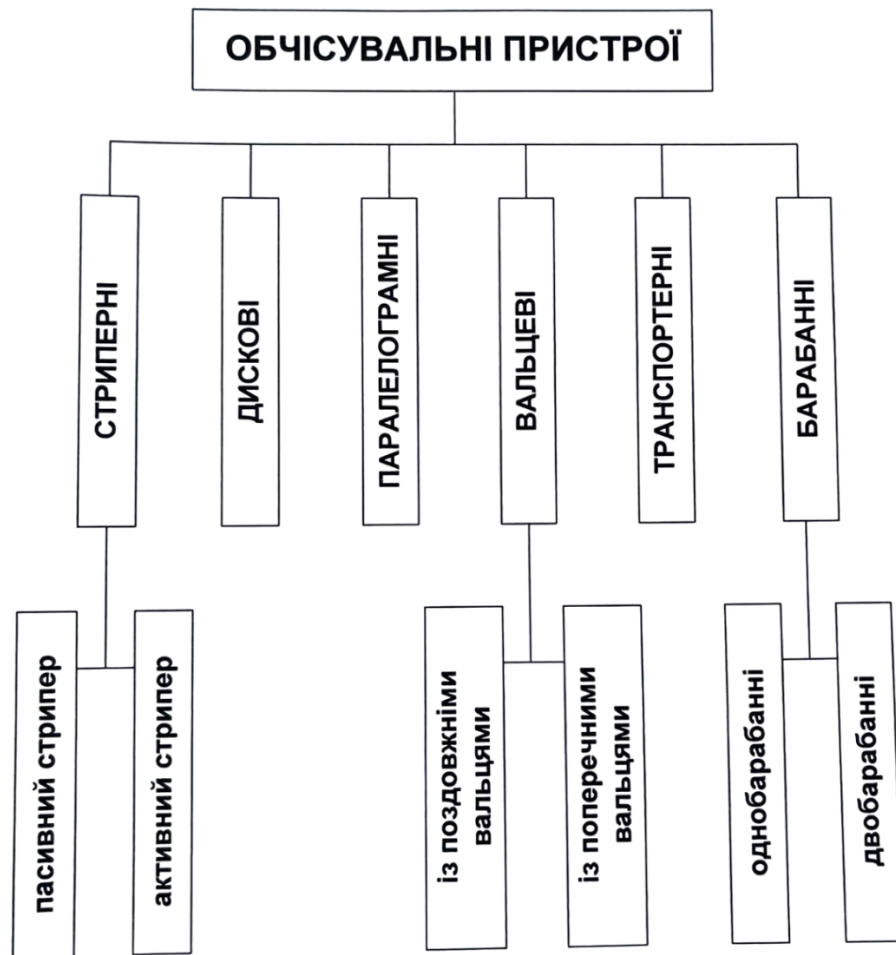 ОБЧІСУВАЛЬНІ ПРИСТРОЇ
СТРИПЕРНІ
ДИСКОВІ
ПАРАЛЕЛОГРАМНІ
ВАЛЬЦЕВІ
ТРАНСПОРТЕРНІ
БАРАБАННІ
пасивний стрипер
активний стрипер
із поздовжніми
вальцями
із поперечними
вальцями
однобарабанні
двобарабанні